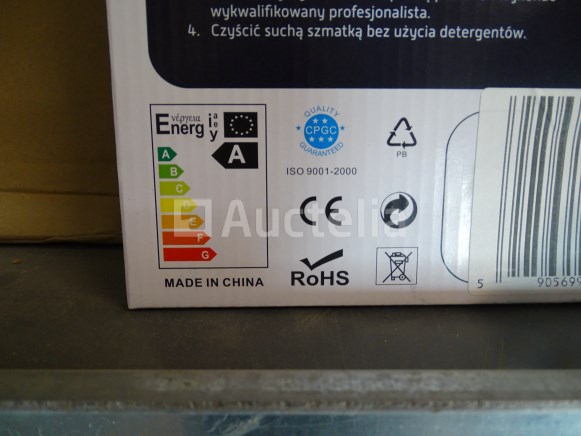 wykwalifikowany profesjonalista.
4. Czyścić suchą szmatką bez użycia detergentów.
Energ
ενέργεια
i
y
a
e
y
A
A
B
C
D
E
F
G
MADE IN CHINA
QUALITY
CPGC
GUARANTEED
ISO 9001-2000
CE
RoHS
PB
Auctelia
5
905699